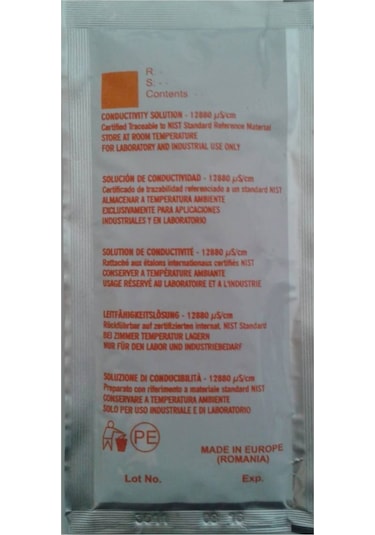 R. -
S. - -
Contents -
CONDUCTIVITY SOLUTION - 12880 µS/cm
Certified Traceable to NIST Standard Reference Material
STORE AT ROOM TEMPERATURE
FOR LABORATORY AND INDUSTRIAL USE ONLY
SOLUCIÓN DE CONDUCTIVIDAD - 12880 µS/cm
Certificado de trazabilidad referenciado a un standard NIST
ALMACENAR A TEMPERATURA AMBIENTE
EXCLUSIVAMENTE PARA APLICACIONES
INDUSTRIALES Y EN LABORATORIO
SOLUTION DE CONDUCTIVITÉ - 12880 µS/cm
Rattaché aux étalons internationaux certifiés NIST
CONSERVER A TEMPÉRATURE AMBIANTE
USAGE RÉSERVÉ AU LABORATOIRE ET A L'INDUSTRIE
LEITFÄHIGKEITSLÖSUNG - 12880 µS/cm
Rückführbar auf zertifizierten internat. NIST Standard
BEI ZIMMER TEMPERATUR LAGERN
NUR FÜR DEN LABOR UND INDUSTRIEBEDARF
SOLUZIONE DI CONDUCIBILITÀ - 12880 µS/cm
Preparato con riferimento a materiale standard NIST
CONSERVARE A TEMPERATURA AMBIENTE
SOLO PER USO INDUSTRIALE E DI LABORATORIO
PE
MADE IN EUROPE
(ROMANIA)
Lot No. Exp.